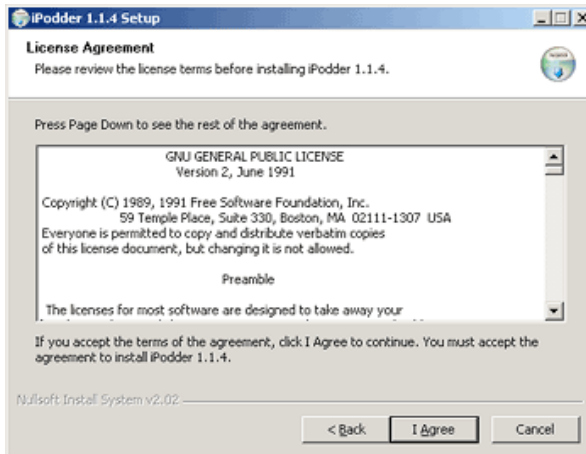 iPodder 1.1.4 Setup
License Agreement
Please review the license terms before installing iPodder 1.1.4.
Press Page Down to see the rest of the agreement.
GNU GENERAL PUBLIC LICENSE
Version 2, June 1991
Copyright (C) 1989, 1991 Free Software Foundation, Inc.
59 Temple Place, Suite 330, Boston, MA 02111-1307 USA
Everyone is permitted to copy and distribute verbatim copies
of this license document, but changing it is not allowed.
Preamble
The licenses for most software are designed to take away your
If you accept the terms of the agreement, click I Agree to continue. You must accept the
agreement to install iPodder 1.1.4.
Nullsoft Install System v2.02
< Back
I Agree
Cancel